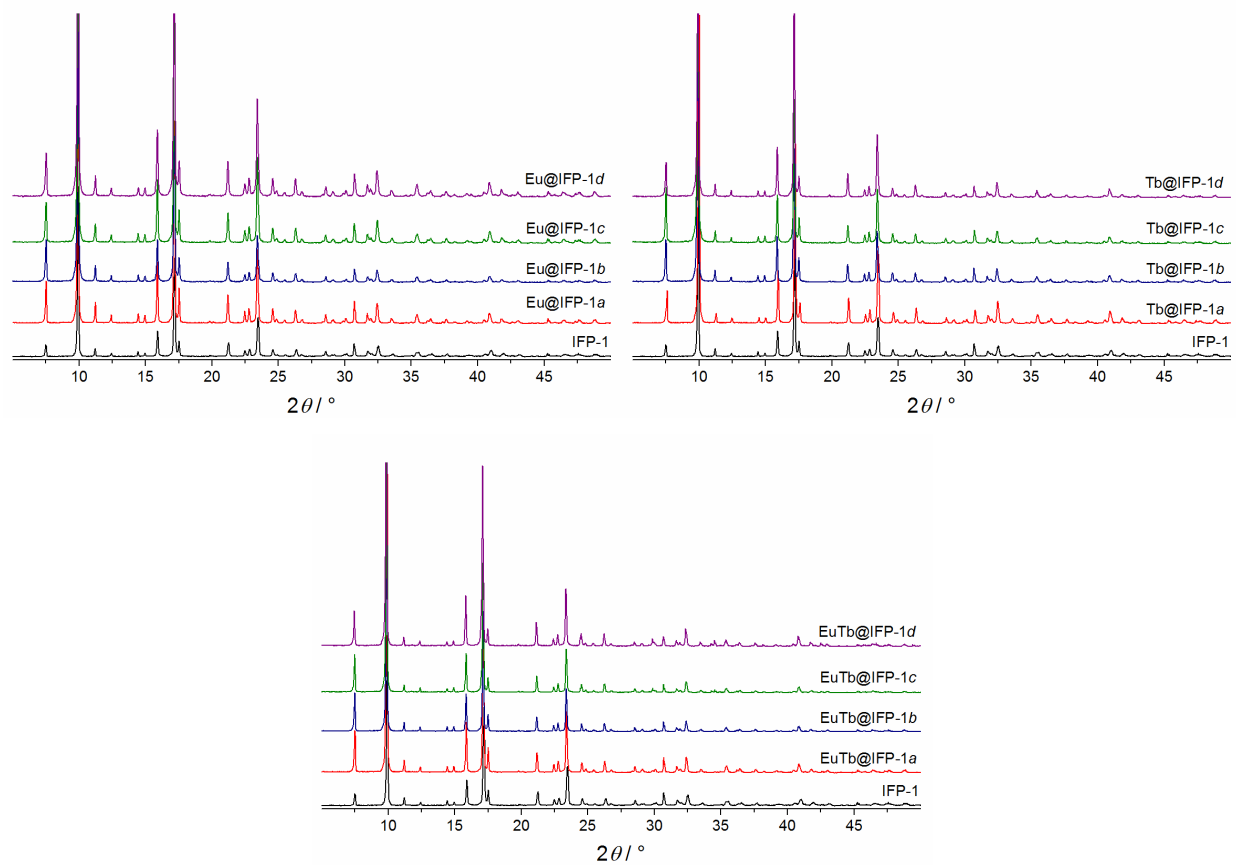 Eu@IFP-1d
Eu@IFP-1c
Eu@IFP-1b
Eu@IFP-1a
IFP-1
10 15 20 25 30 35 40 45
2θ / °
Tb@IFP-1d
Tb@IFP-1c
Tb@IFP-1b
Tb@IFP-1a
IFP-1
10 15 20 25 30 35 40 45
2θ / °
EuTb@IFP-1d
EuTb@IFP-1c
EuTb@IFP-1b
EuTb@IFP-1a
IFP-1
10 15 20 25 30 35 40 45
2θ / °